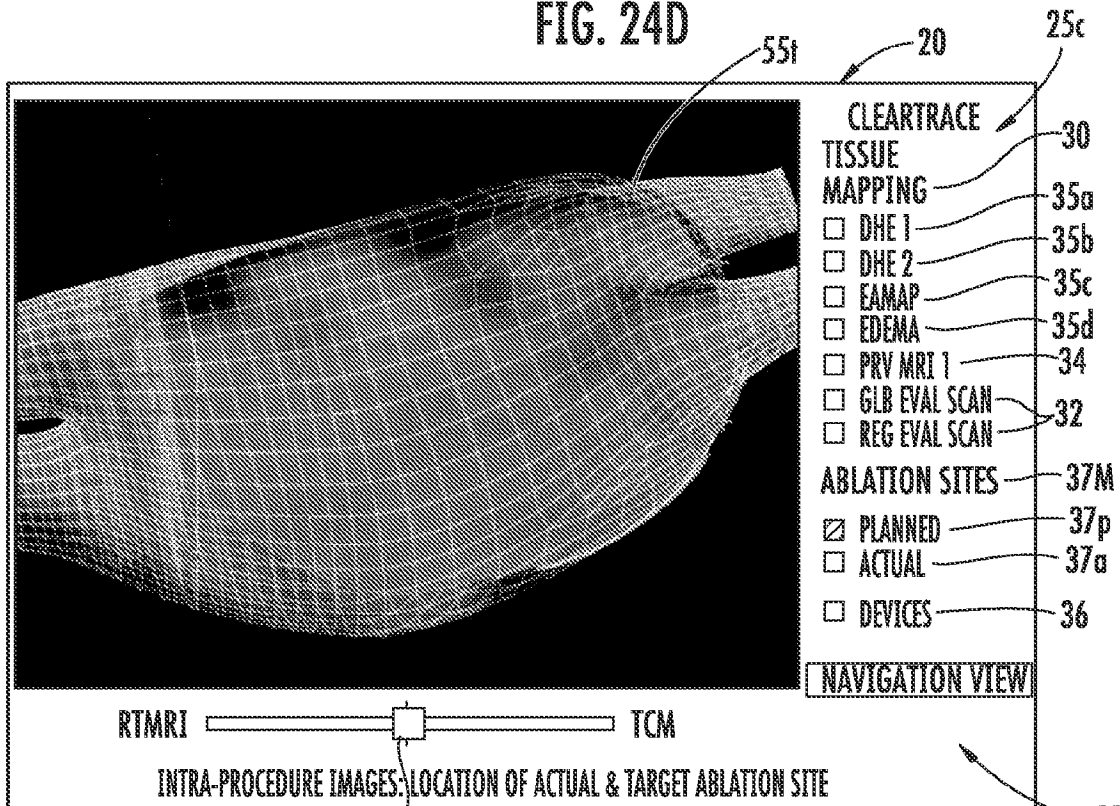 FIG. 24D
55t
20
25c
CLEARTRACE
TISSUE
MAPPING
30
DHE 1
35a
DHE 2
35b
EAMAP
35c
EDEMA
35d
PRV MRI 1
34
GLB EVAL SCAN
REG EVAL SCAN
32
ABLATION SITES
37M
PLANNED
37p
ACTUAL
37a
DEVICES
36
NAVIGATION VIEW
RTMRI
TCM
INTRA-PROCEDURE IMAGES: LOCATION OF ACTUAL & TARGET ABLATION SITE